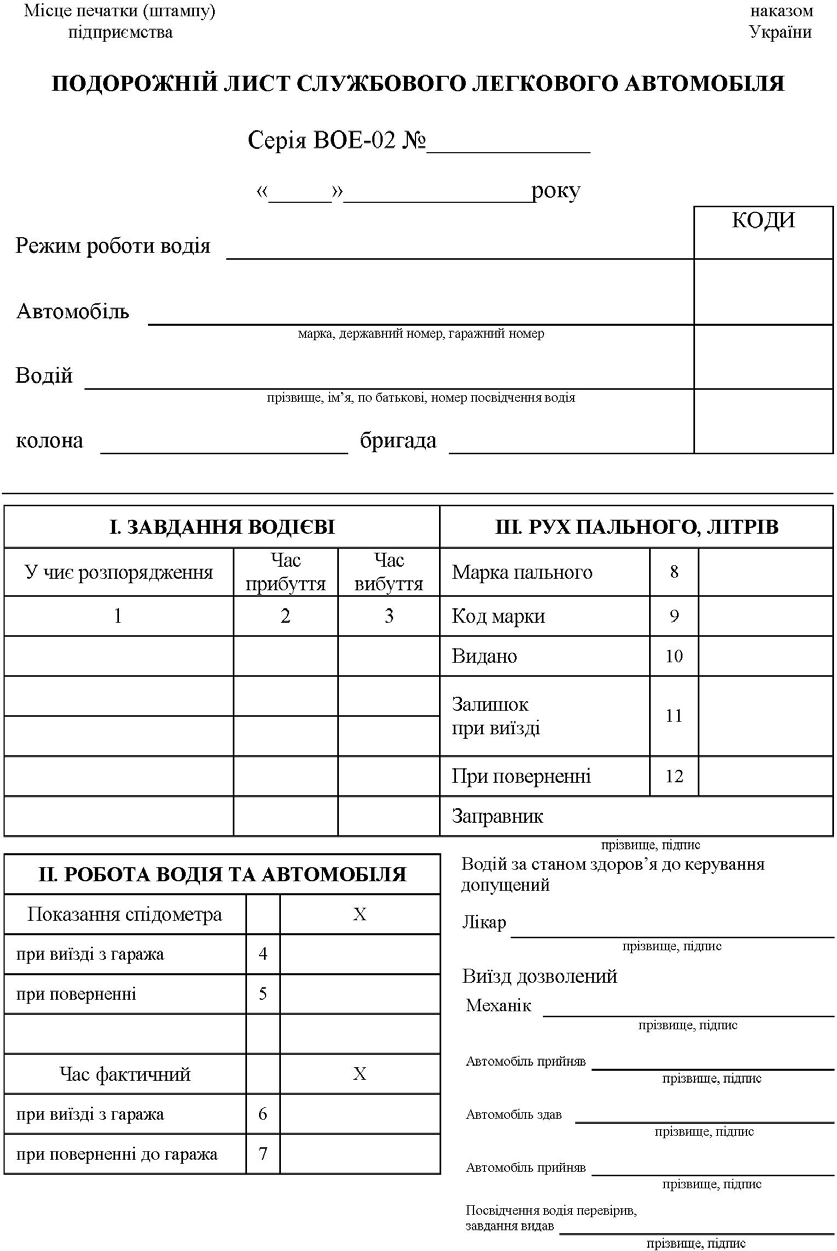 Місце печатки (штампу)
підприємства
наказом
України
ПОДОРОЖНІЙ ЛИСТ СЛУЖБОВОГО ЛЕГКОВОГО АВТОМОБІЛЯ
Серія ВОЕ-02 №_____________
«_____»_______________року
КОДИ
Режим роботи водія
Автомобіль
марка, державний номер, гаражний номер
Водій
прізвище, ім’я, по батькові, номер посвідчення водія
колона бригада
І. ЗАВДАННЯ ВОДІЄВІ
У чиє розпорядження
Час
прибуття
Час
вибуття
1 2 3
ІІІ. РУХ ПАЛЬНОГО, ЛІТРІВ
Марка пального 8
Код марки 9
Видано 10
Залишок
при виїзді
11
При поверненні 12
Заправник
прізвище, підпис
ІІ. РОБОТА ВОДІЯ ТА АВТОМОБІЛЯ
Показання спідометра Х
при виїзді з гаража 4
при поверненні 5
Час фактичний Х
при виїзді з гаража 6
при поверненні до гаража 7
Водій за станом здоров’я до керування
допущений
Лікар
прізвище, підпис
Виїзд дозволений
Механік
прізвище, підпис
Автомобіль прийняв
прізвище, підпис
Автомобіль здав
прізвище, підпис
Автомобіль прийняв
прізвище, підпис
Посвідчення водія перевірив,
завдання видав
прізвище, підпис